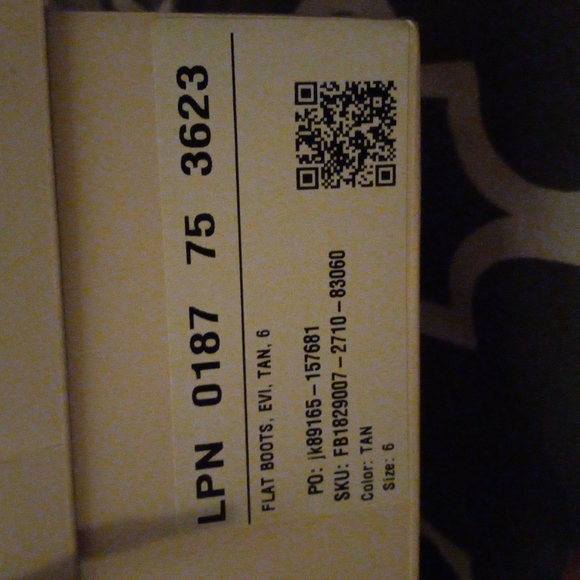 LPN 0187 75 3623
FLAT BOOTS, EVI, TAN, 6
PO: jk89165-157681
SKU: FB1829007-2710-83060
Color: TAN
Size: 6